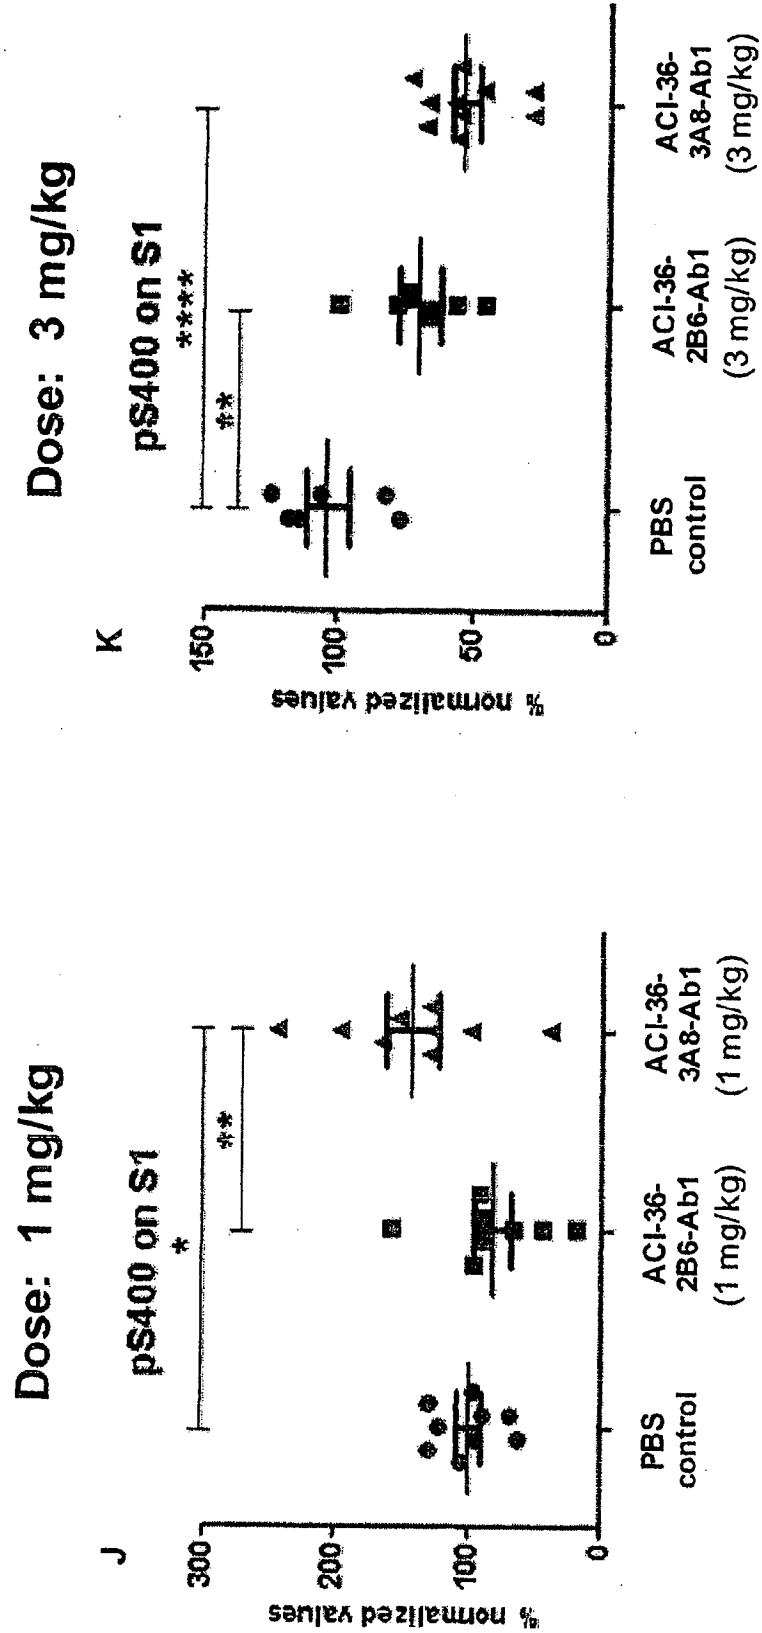 Dose: 1 mg/kg
J
pS400 on S1
*
**
300
200
100
0
% normalized values
PBS
control
ACI-36-
2B6-Ab1
(1 mg/kg)
ACI-36-
3A8-Ab1
(1 mg/kg)
Dose: 3 mg/kg
K
pS400 on S1
****
**
150
100
50
0
% normalized values
PBS
control
ACI-36-
2B6-Ab1
(3 mg/kg)
ACI-36-
3A8-Ab1
(3 mg/kg)